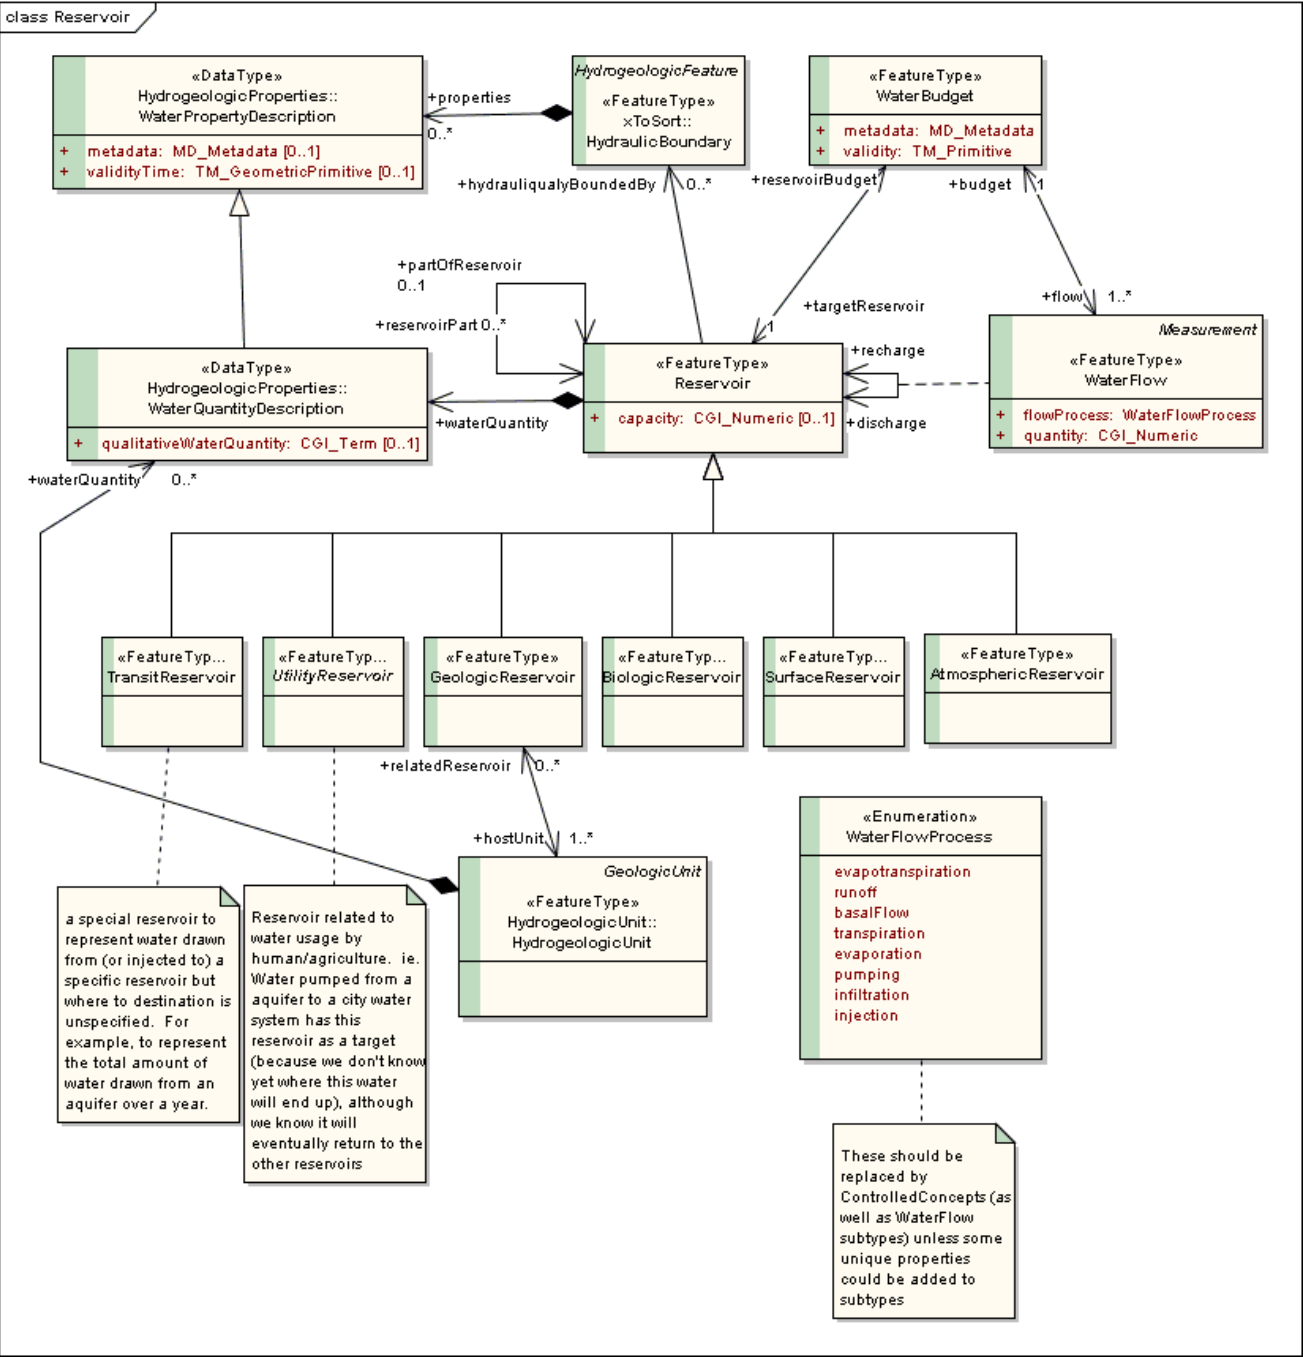 class Reservoir
«DataType»
HydrogeologicProperties::
WaterPropertyDescription
+ metadata: MD_Metadata [0..1]
+ validityTime: TM_GeometricPrimitive [0..1]
+properties
0..*
HydrogeologicFeature
«FeatureType»
xToSort::
HydraulicBoundary
«FeatureType»
WaterBudget
+ metadata: MD_Metadata
+ validity: TM_Primitive
+hydrauliqualyBoundedBy
0..*
+reservoirBudget
+budget
1
+partOfReservoir
0..1
+reservoirPart 0..*
+targetReservoir
1
+flow
1..*
«DataType»
HydrogeologicProperties::
WaterQuantityDescription
+ qualitativeWaterQuantity: CGI_Term [0..1]
+waterQuantity
«FeatureType»
Reservoir
+ capacity: CGI_Numeric [0..1]
+recharge
+discharge
Measurement
«FeatureType»
WaterFlow
+ flowProcess: WaterFlowProcess
+ quantity: CGI_Numeric
+waterQuantity
0..*
«FeatureTyp...
TransitReservoir
«FeatureTyp...
UtilityReservoir
«FeatureType»
GeologicReservoir
«FeatureTyp...
BiologicReservoir
«FeatureTyp...
SurfaceReservoir
«FeatureType»
AtmosphericReservoir
+relatedReservoir
0..*
+hostUnit
1..*
GeologicUnit
«FeatureType»
HydrogeologicUnit::
HydrogeologicUnit
«Enumeration»
WaterFlowProcess
evapotranspiration
runoff
basalFlow
transpiration
evaporation
pumping
infiltration
injection
a special reservoir to
represent water drawn
from (or injected to) a
specific reservoir but
where to destination is
unspecified. For
example, to represent
the total amount of
water drawn from an
aquifer over a year.
Reservoir related to
water usage by
human/agriculture. ie.
Water pumped from a
aquifer to a city water
system has this
reservoir as a target
(because we don't know
yet where this water
will end up), although
we know it will
eventually return to the
other reservoirs
These should be
replaced by
ControlledConcepts (as
well as WaterFlow
subtypes) unless some
unique properties
could be added to
subtypes